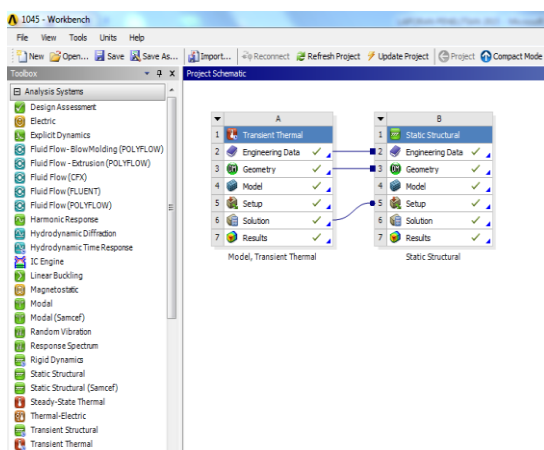 1045 - Workbench
File View Tools Units Help
New Open... Save Save As... Import... Reconnect Refresh Project Update Project Project Compact Mode
Toolbox
Project Schematic
Analysis Systems
Design Assessment
Electric
Explicit Dynamics
Fluid Flow-BlowMolding (POLYFLOW)
Fluid Flow - Extrusion (POLYFLOW)
Fluid Flow (CFX)
Fluid Flow (FLUENT)
Fluid Flow (POLYFLOW)
Harmonic Response
Hydrodynamic Diffraction
Hydrodynamic Time Response
IC Engine
Linear Buckling
Magnetostatic
Modal
Modal (Samcef)
Random Vibration
Response Spectrum
Rigid Dynamics
Static Structural
Static Structural (Samcef)
Steady-State Thermal
Thermal-Electric
Transient Structural
Transient Thermal
A
1 Transient Thermal
2 Engineering Data
3 Geometry
4 Model
5 Setup
6 Solution
7 Results
Model, Transient Thermal
B
1 Static Structural
2 Engineering Data
3 Geometry
4 Model
5 Setup
6 Solution
7 Results
Static Structural